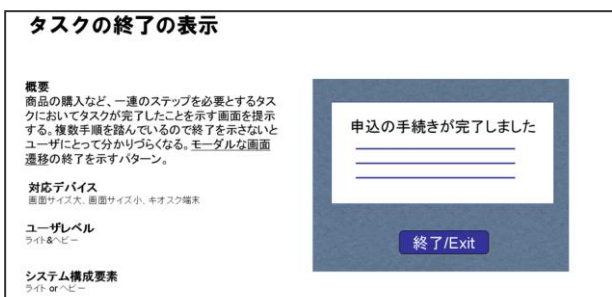 タスクの終了の表示
概要
商品の購入など、一連のステップを必要とするタス
クにおいてタスクが完了したことを示す画面を提示
する。複数手順を踏んでいるので終了を示さないと
ユーザにとって分かりづらくなる。モーダルな画面
遷移の終了を示すパターン。
対応デバイス
画面サイズ大、画面サイズ小、キオスク端末
ユーザレベル
ライト&ヘビー
システム構成要素
ライト or ヘビー
申込の手続きが完了しました
終了/Exit